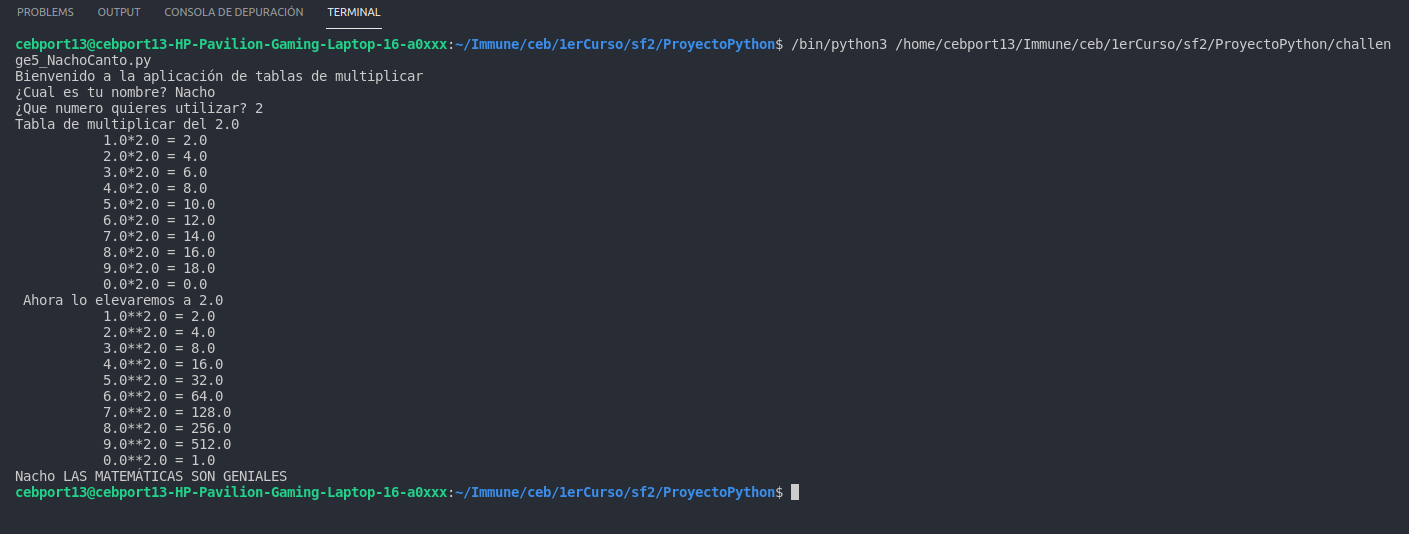 PROBLEMS OUTPUT CONSOLA DE DEPURACIÓN TERMINAL
cebport13@cebport13-HP-Pavilion-Gaming-Laptop-16-a0xxx:~/Immune/ceb/1erCurso/sf2/ProyectoPython$ /bin/python3 /home/cebport13/Immune/ceb/1erCurso/sf2/ProyectoPython/challen
ge5_NachoCanto.py
Bienvenido a la aplicación de tablas de multiplicar
¿Cual es tu nombre? Nacho
¿Que numero quieres utilizar? 2
Tabla de multiplicar del 2.0
1.0*2.0 = 2.0
2.0*2.0 = 4.0
3.0*2.0 = 6.0
4.0*2.0 = 8.0
5.0*2.0 = 10.0
6.0*2.0 = 12.0
7.0*2.0 = 14.0
8.0*2.0 = 16.0
9.0*2.0 = 18.0
0.0*2.0 = 0.0
Ahora lo elevaremos a 2.0
1.0**2.0 = 2.0
2.0**2.0 = 4.0
3.0**2.0 = 8.0
4.0**2.0 = 16.0
5.0**2.0 = 32.0
6.0**2.0 = 64.0
7.0**2.0 = 128.0
8.0**2.0 = 256.0
9.0**2.0 = 512.0
0.0**2.0 = 1.0
Nacho LAS MATEMÁTICAS SON GENIALES
cebport13@cebport13-HP-Pavilion-Gaming-Laptop-16-a0xxx:~/Immune/ceb/1erCurso/sf2/ProyectoPython$